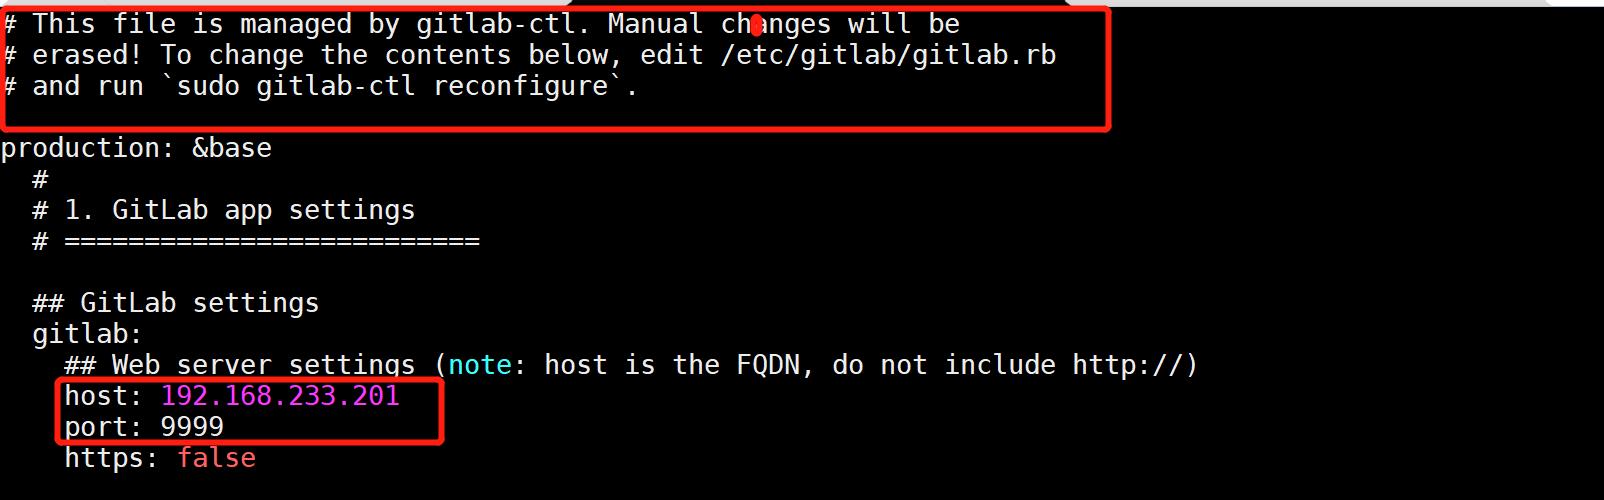 # This file is managed by gitlab-ctl. Manual changes will be
# erased! To change the contents below, edit /etc/gitlab/gitlab.rb
# and run `sudo gitlab-ctl reconfigure`.
production: &base
#
# 1. GitLab app settings
# ==========================
## GitLab settings
gitlab:
## Web server settings (note: host is the FQDN, do not include http://)
host: 192.168.233.201
port: 9999
https: false